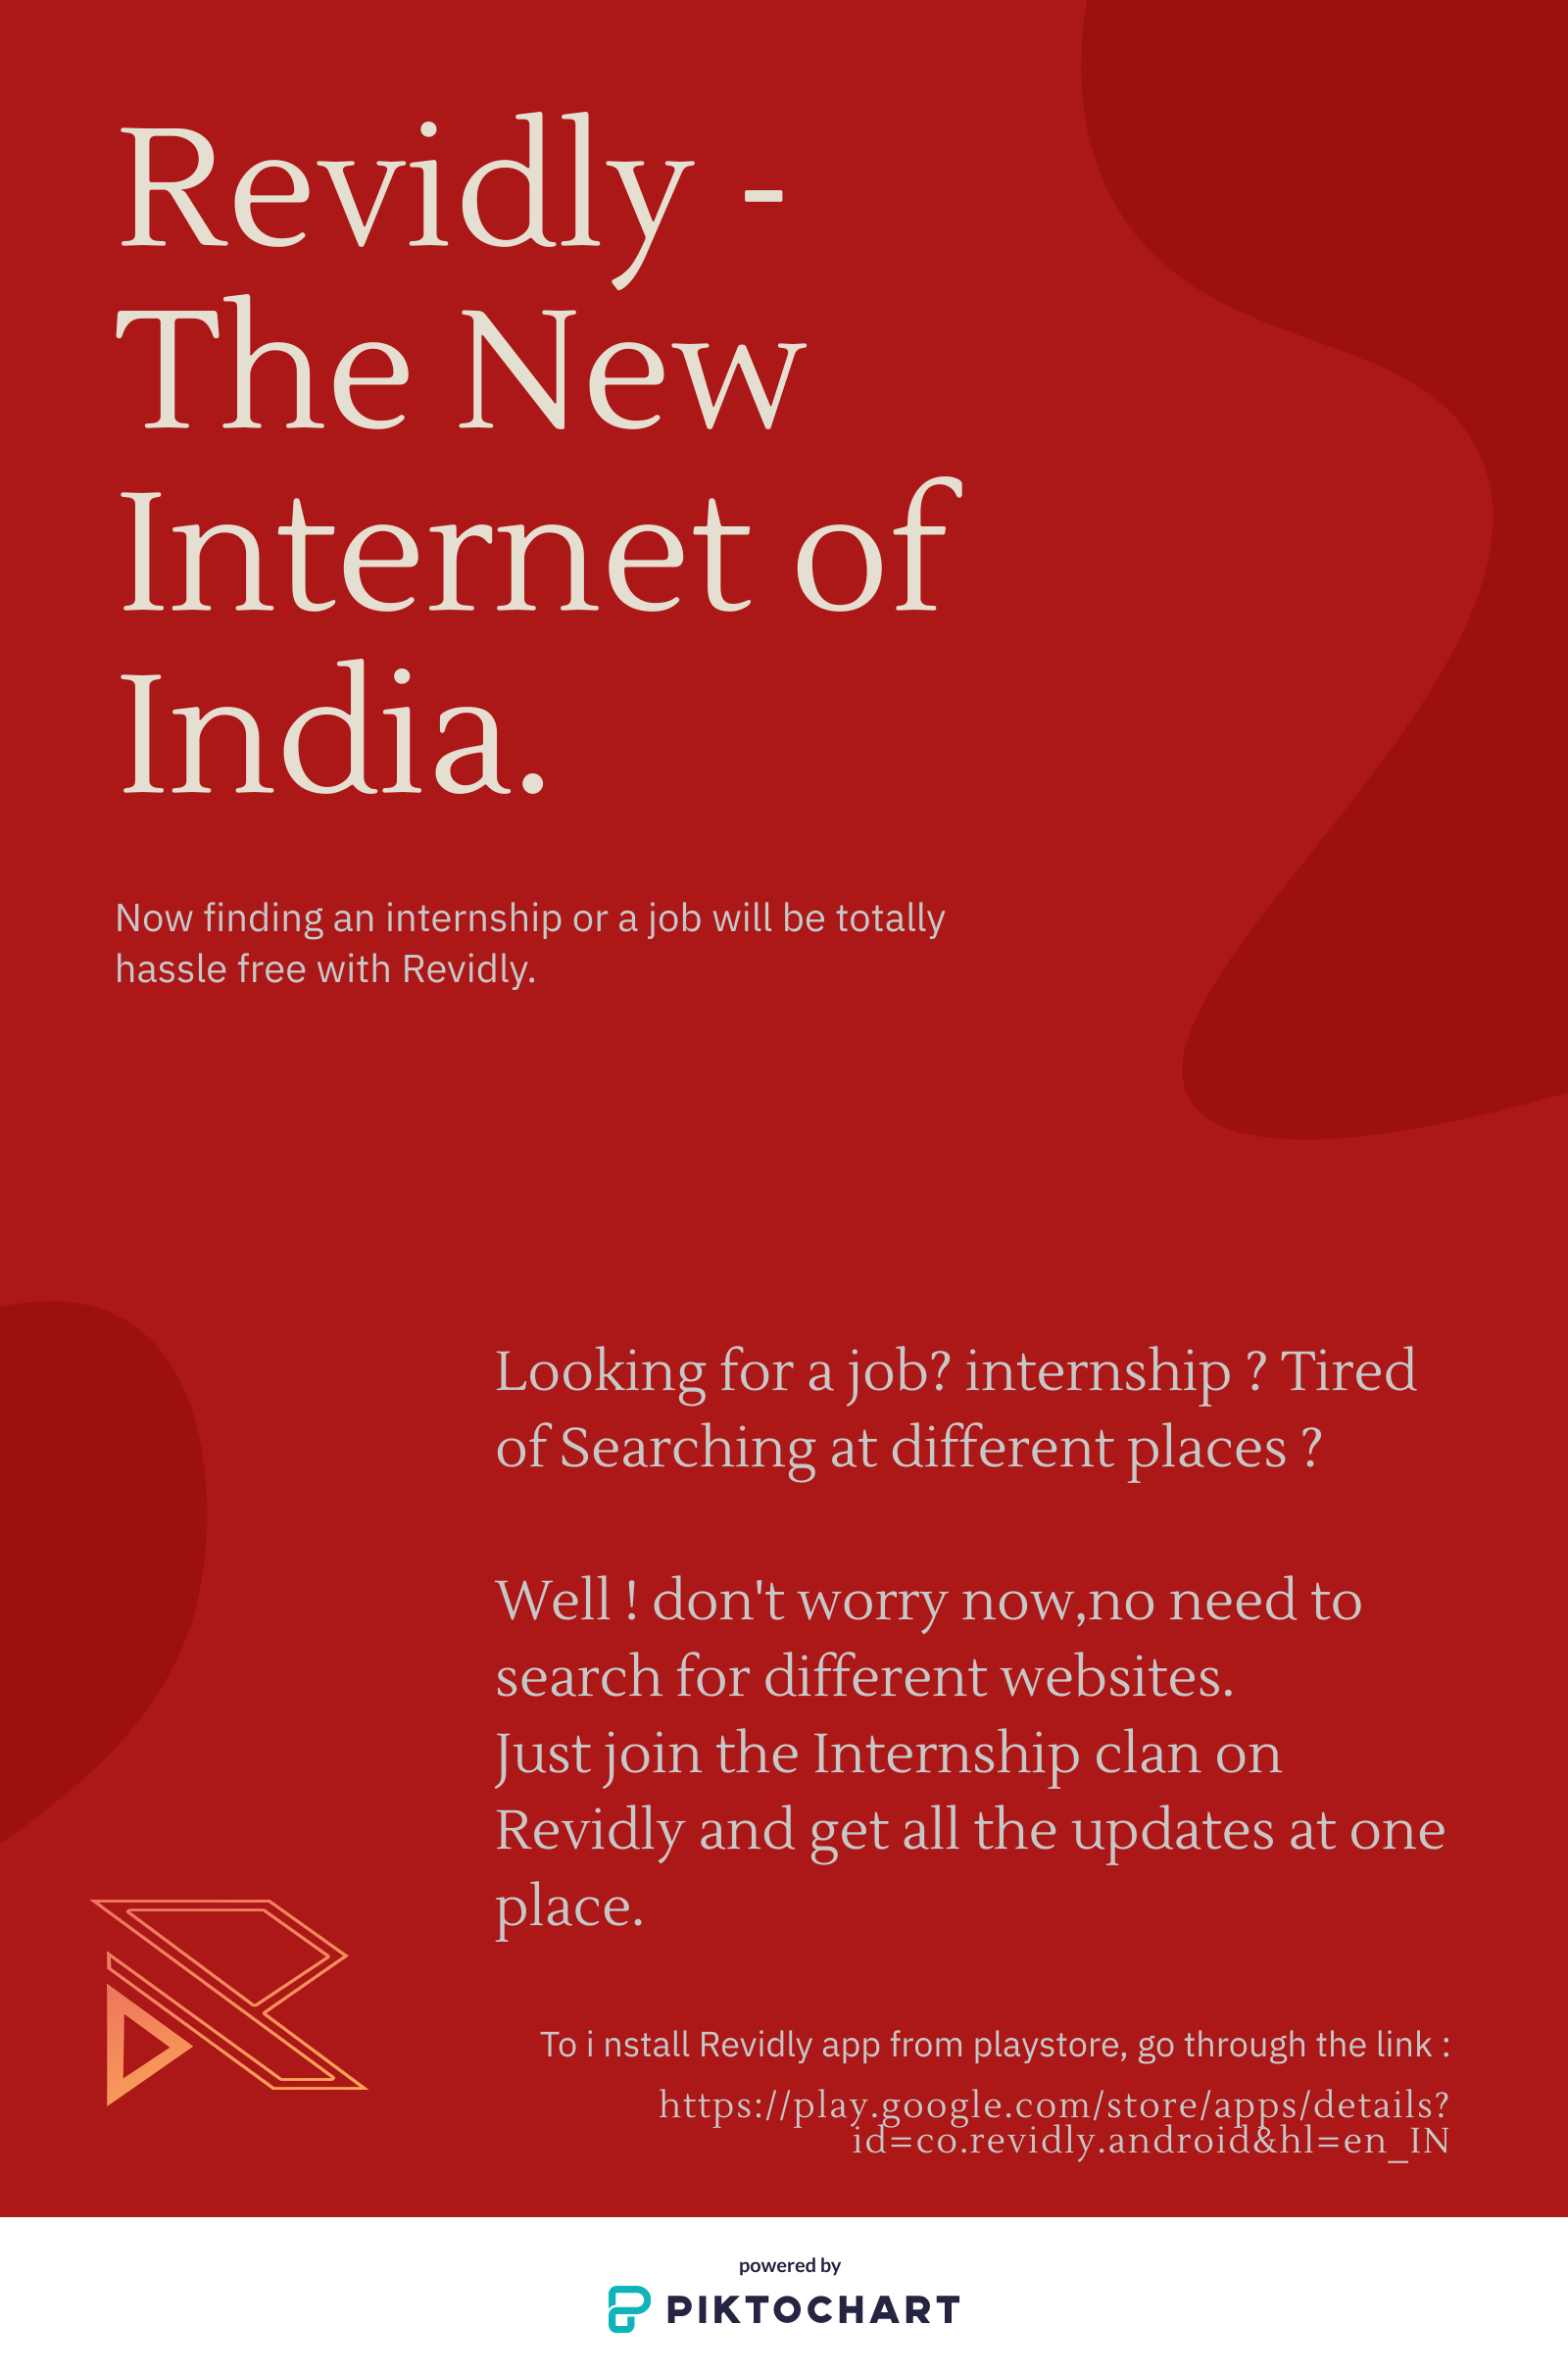 Revidly -
The New
Internet of
India.
Now finding an internship or a job will be totally
hassle free with Revidly.
Looking for a job? internship ? Tired
of Searching at different places ?
Well ! don't worry now,no need to
search for different websites.
Just join the Internship clan on
Revidly and get all the updates at one
place.
To i nstall Revidly app from playstore, go through the link :
https://play.google.com/store/apps/details?
id=co.revidly.android&hl=en_IN
powered by
PIKTOCHART